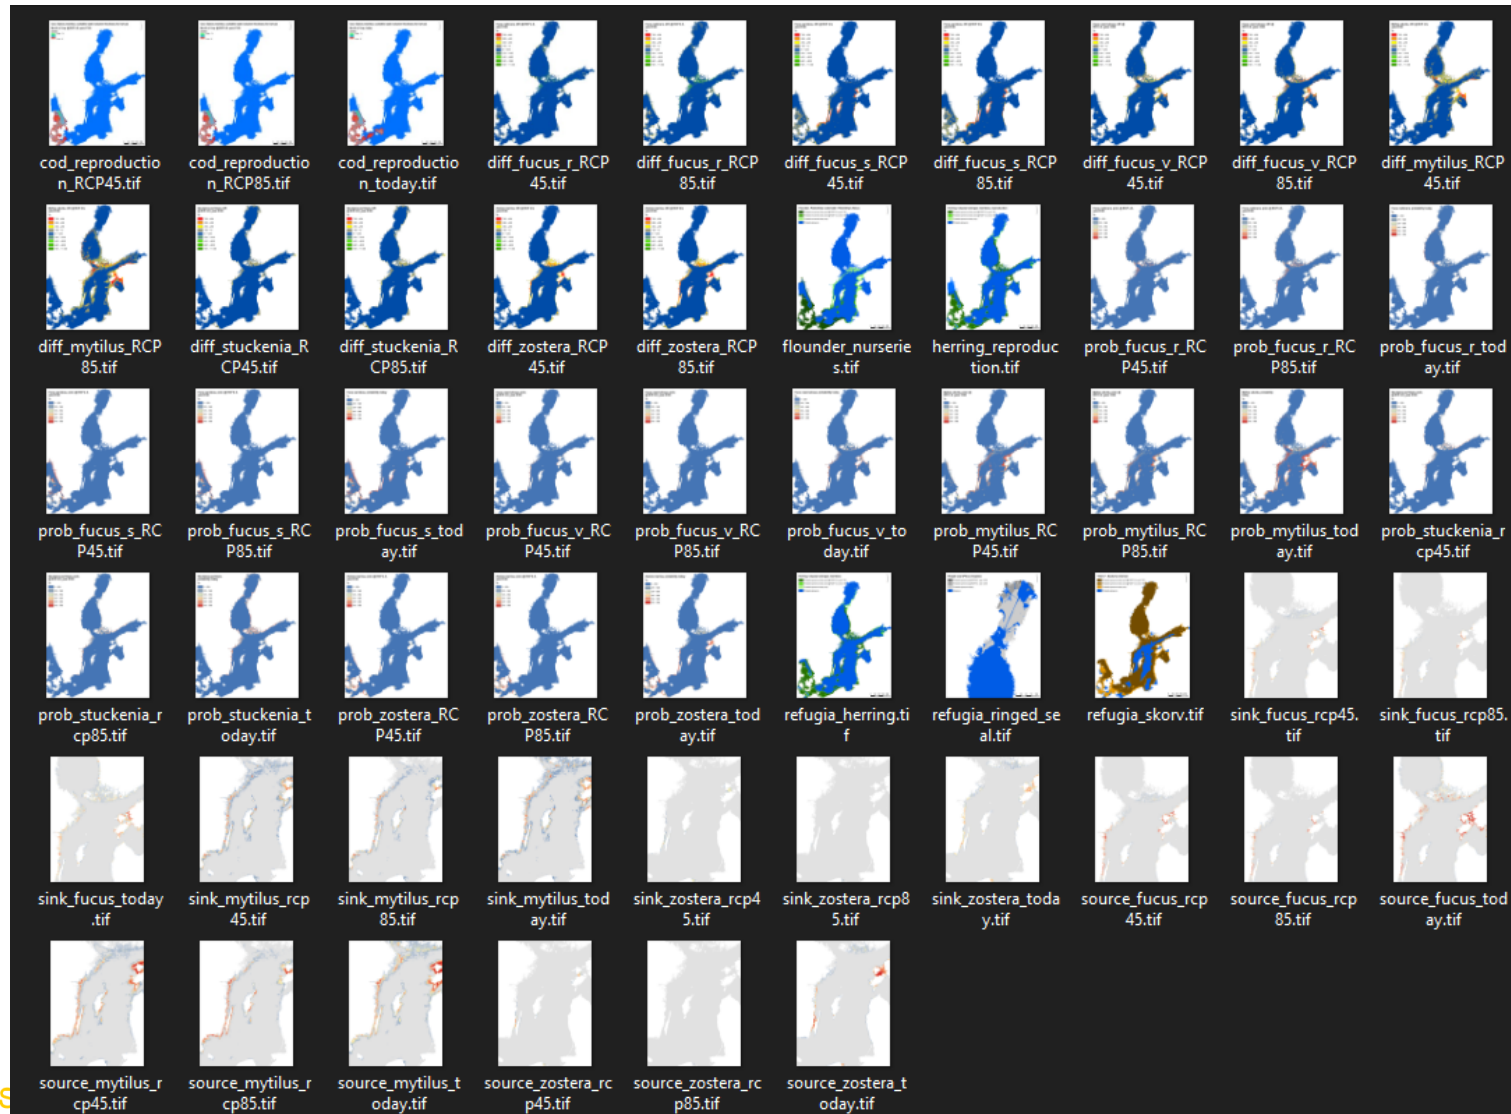 cod_reproductio
n_RCP45.tif
cod_reproductio
n_RCP85.tif
cod_reproductio
n_today.tif
diff_fucus_r_RCP
45.tif
diff_fucus_r_RCP
85.tif
diff_fucus_s_RCP
45.tif
diff_fucus_s_RCP
85.tif
diff_fucus_v_RCP
45.tif
diff_fucus_v_RCP
85.tif
diff_mytilus_RCP
45.tif
diff_mytilus_RCP
85.tif
diff_stuckenia_R
CP45.tif
diff_stuckenia_R
CP85.tif
diff_zostera_RCP
45.tif
diff_zostera_RCP
85.tif
flounder_nurserie
s.tif
herring_reproduc
tion.tif
prob_fucus_r_RC
P45.tif
prob_fucus_r_RC
P85.tif
prob_fucus_r_tod
ay.tif
prob_fucus_s_RC
P45.tif
prob_fucus_s_RC
P85.tif
prob_fucus_s_tod
ay.tif
prob_fucus_v_RC
P45.tif
prob_fucus_v_RC
P85.tif
prob_fucus_v_to
day.tif
prob_mytilus_RC
P45.tif
prob_mytilus_RC
P85.tif
prob_mytilus_tod
ay.tif
prob_stuckenia_r
cp45.tif
prob_stuckenia_r
cp85.tif
prob_stuckenia_t
oday.tif
prob_zostera_RC
P45.tif
prob_zostera_RC
P85.tif
prob_zostera_tod
ay.tif
refugia_herring.ti
f
refugia_ringed_se
al.tif
refugia_skorv.tif
sink_fucus_rcp45.
tif
sink_fucus_rcp85.
tif
sink_fucus_today
.tif
sink_mytilus_rcp
45.tif
sink_mytilus_rcp
85.tif
sink_mytilus_tod
ay.tif
sink_zostera_rcp4
5.tif
sink_zostera_rcp8
5.tif
sink_zostera_toda
y.tif
source_fucus_rcp
45.tif
source_fucus_rcp
85.tif
source_fucus_tod
ay.tif
source_mytilus_r
cp45.tif
source_mytilus_r
cp85.tif
source_mytilus_t
oday.tif
source_zostera_rc
p45.tif
source_zostera_rc
p85.tif
source_zostera_t
oday.tif